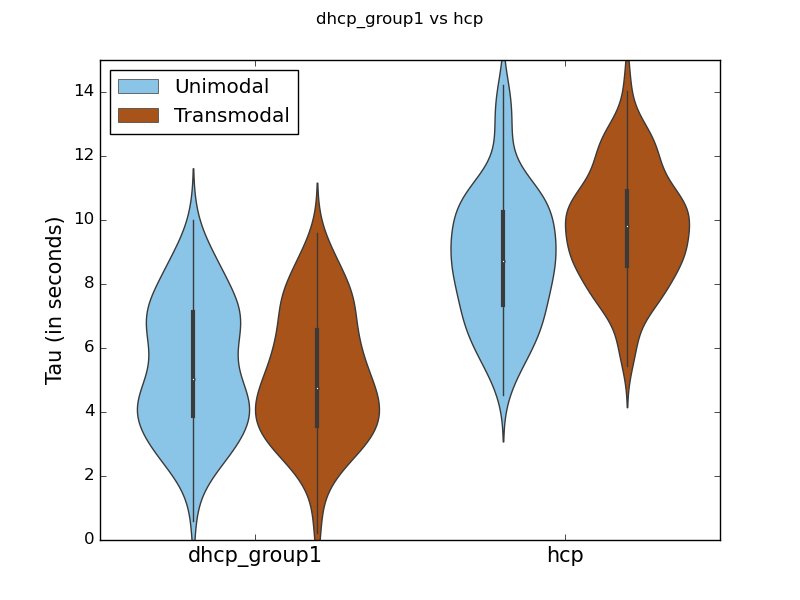 dhcp_group1 vs hcp
Unimodal
Transmodal
Tau (in seconds)
14
12
10
8
6
4
2
0
dhcp_group1
hcp